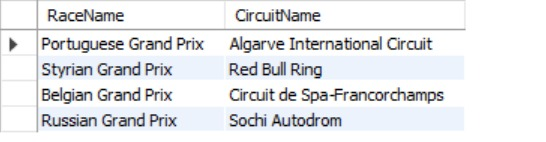 RaceName CircuitName
Portuguese Grand Prix Algarve International Circuit
Styrian Grand Prix Red Bull Ring
Belgian Grand Prix Circuit de Spa-Francorchamps
Russian Grand Prix Sochi Autodrom